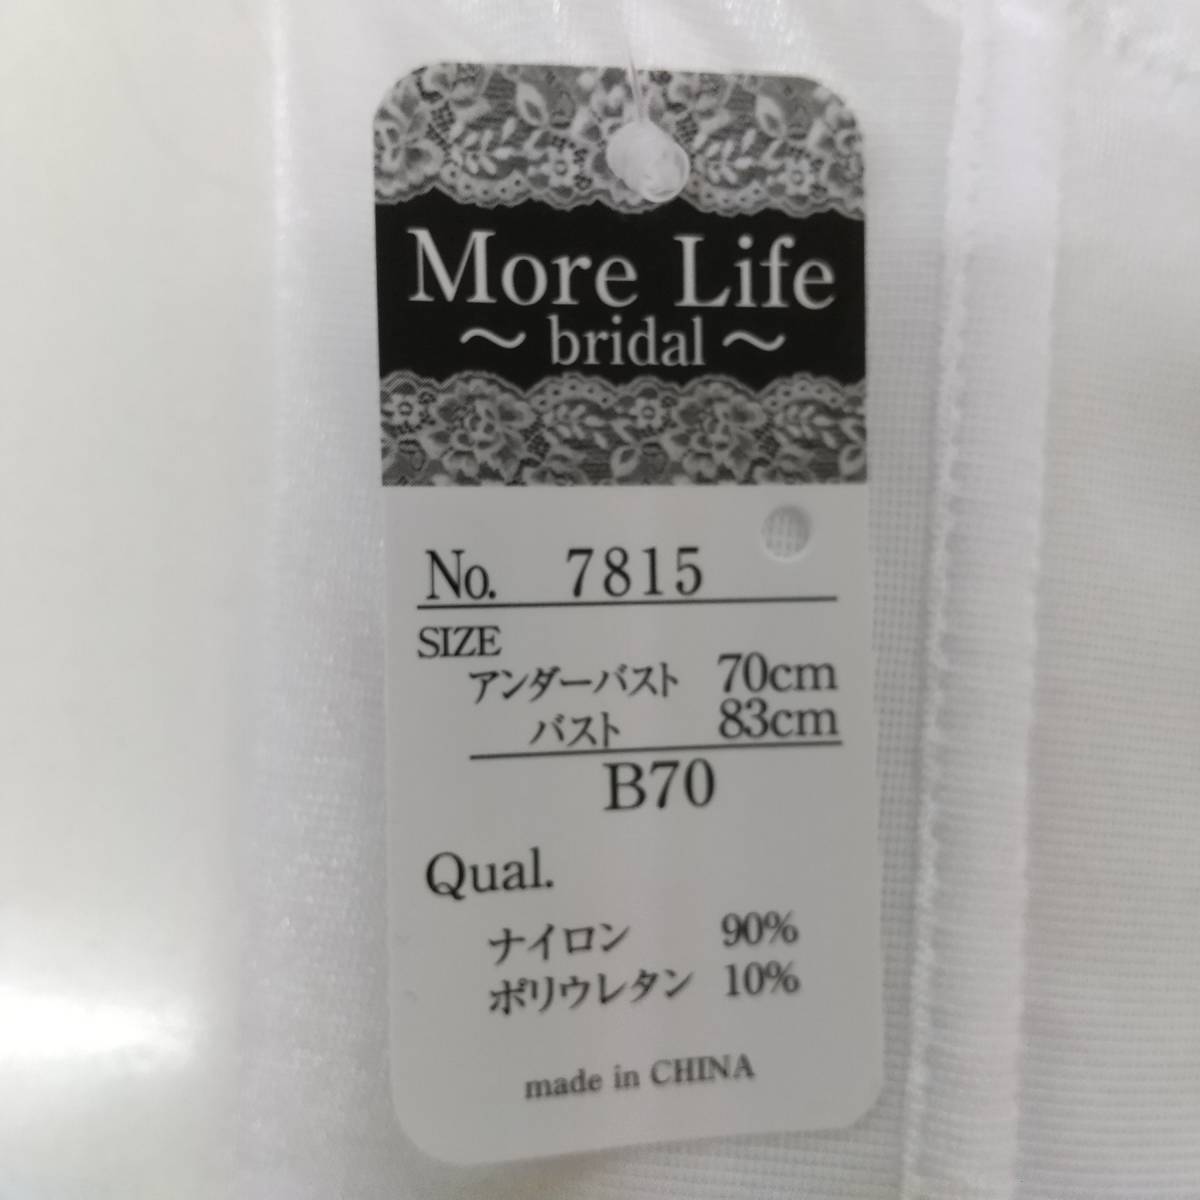 More Life
～bridal～
No. 7815
SIZE
アンダーバスト 70cm
バスト 83cm
B70
Qual.
ナイロン 90%
ポリウレタン 10%
made in CHINA